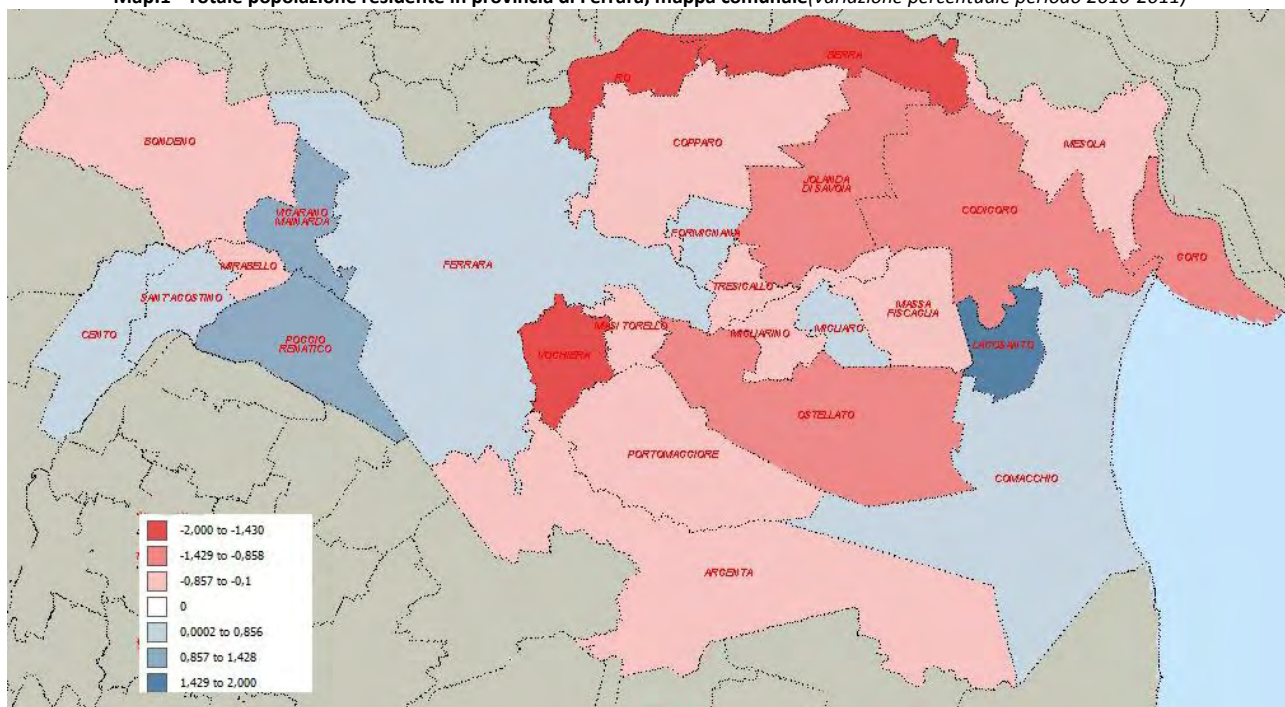 Map.1 - Totale popolazione residente in provincia di Ferrara, mappa comunale(variazione percentuale periodo 2010-2011)
RO
BERRA
BONDENO
COPPARO
MESOLA
JOLANDA
DI SAVOIA
VIGARANO
MAINARDA
CODIGORO
FORMIGNANA
GORO
MIRABELLO
FERRARA
TRESIGALLO
SANT'AGOSTINO
MASSA
FISCAGLIA
CENTO
MASI TORELLO
MIGLIARINO
MIGLIARO
POGGIO
RENATICO
LAGOSANTO
VOGHIERA
OSTELLATO
PORTOMAGGIORE
COMACCHIO
ARGENTA
-2,000 to -1,430
-1,429 to -0,858
-0,857 to -0,1
0
0,0002 to 0,856
0,857 to 1,428
1,429 to 2,000